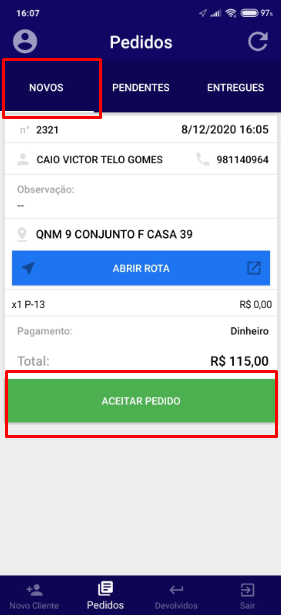 16:07 97%
Pedidos
NOVOS PENDENTES ENTREGUES
n° 2321 8/12/2020 16:05
CAIO VICTOR TELO GOMES 981140964
Observação:
--
QNM 9 CONJUNTO F CASA 39
ABRIR ROTA
x1 P-13 R$ 0,00
Pagamento: Dinheiro
Total: R$ 115,00
ACEITAR PEDIDO
Novo Cliente Pedidos Devolvidos Sair